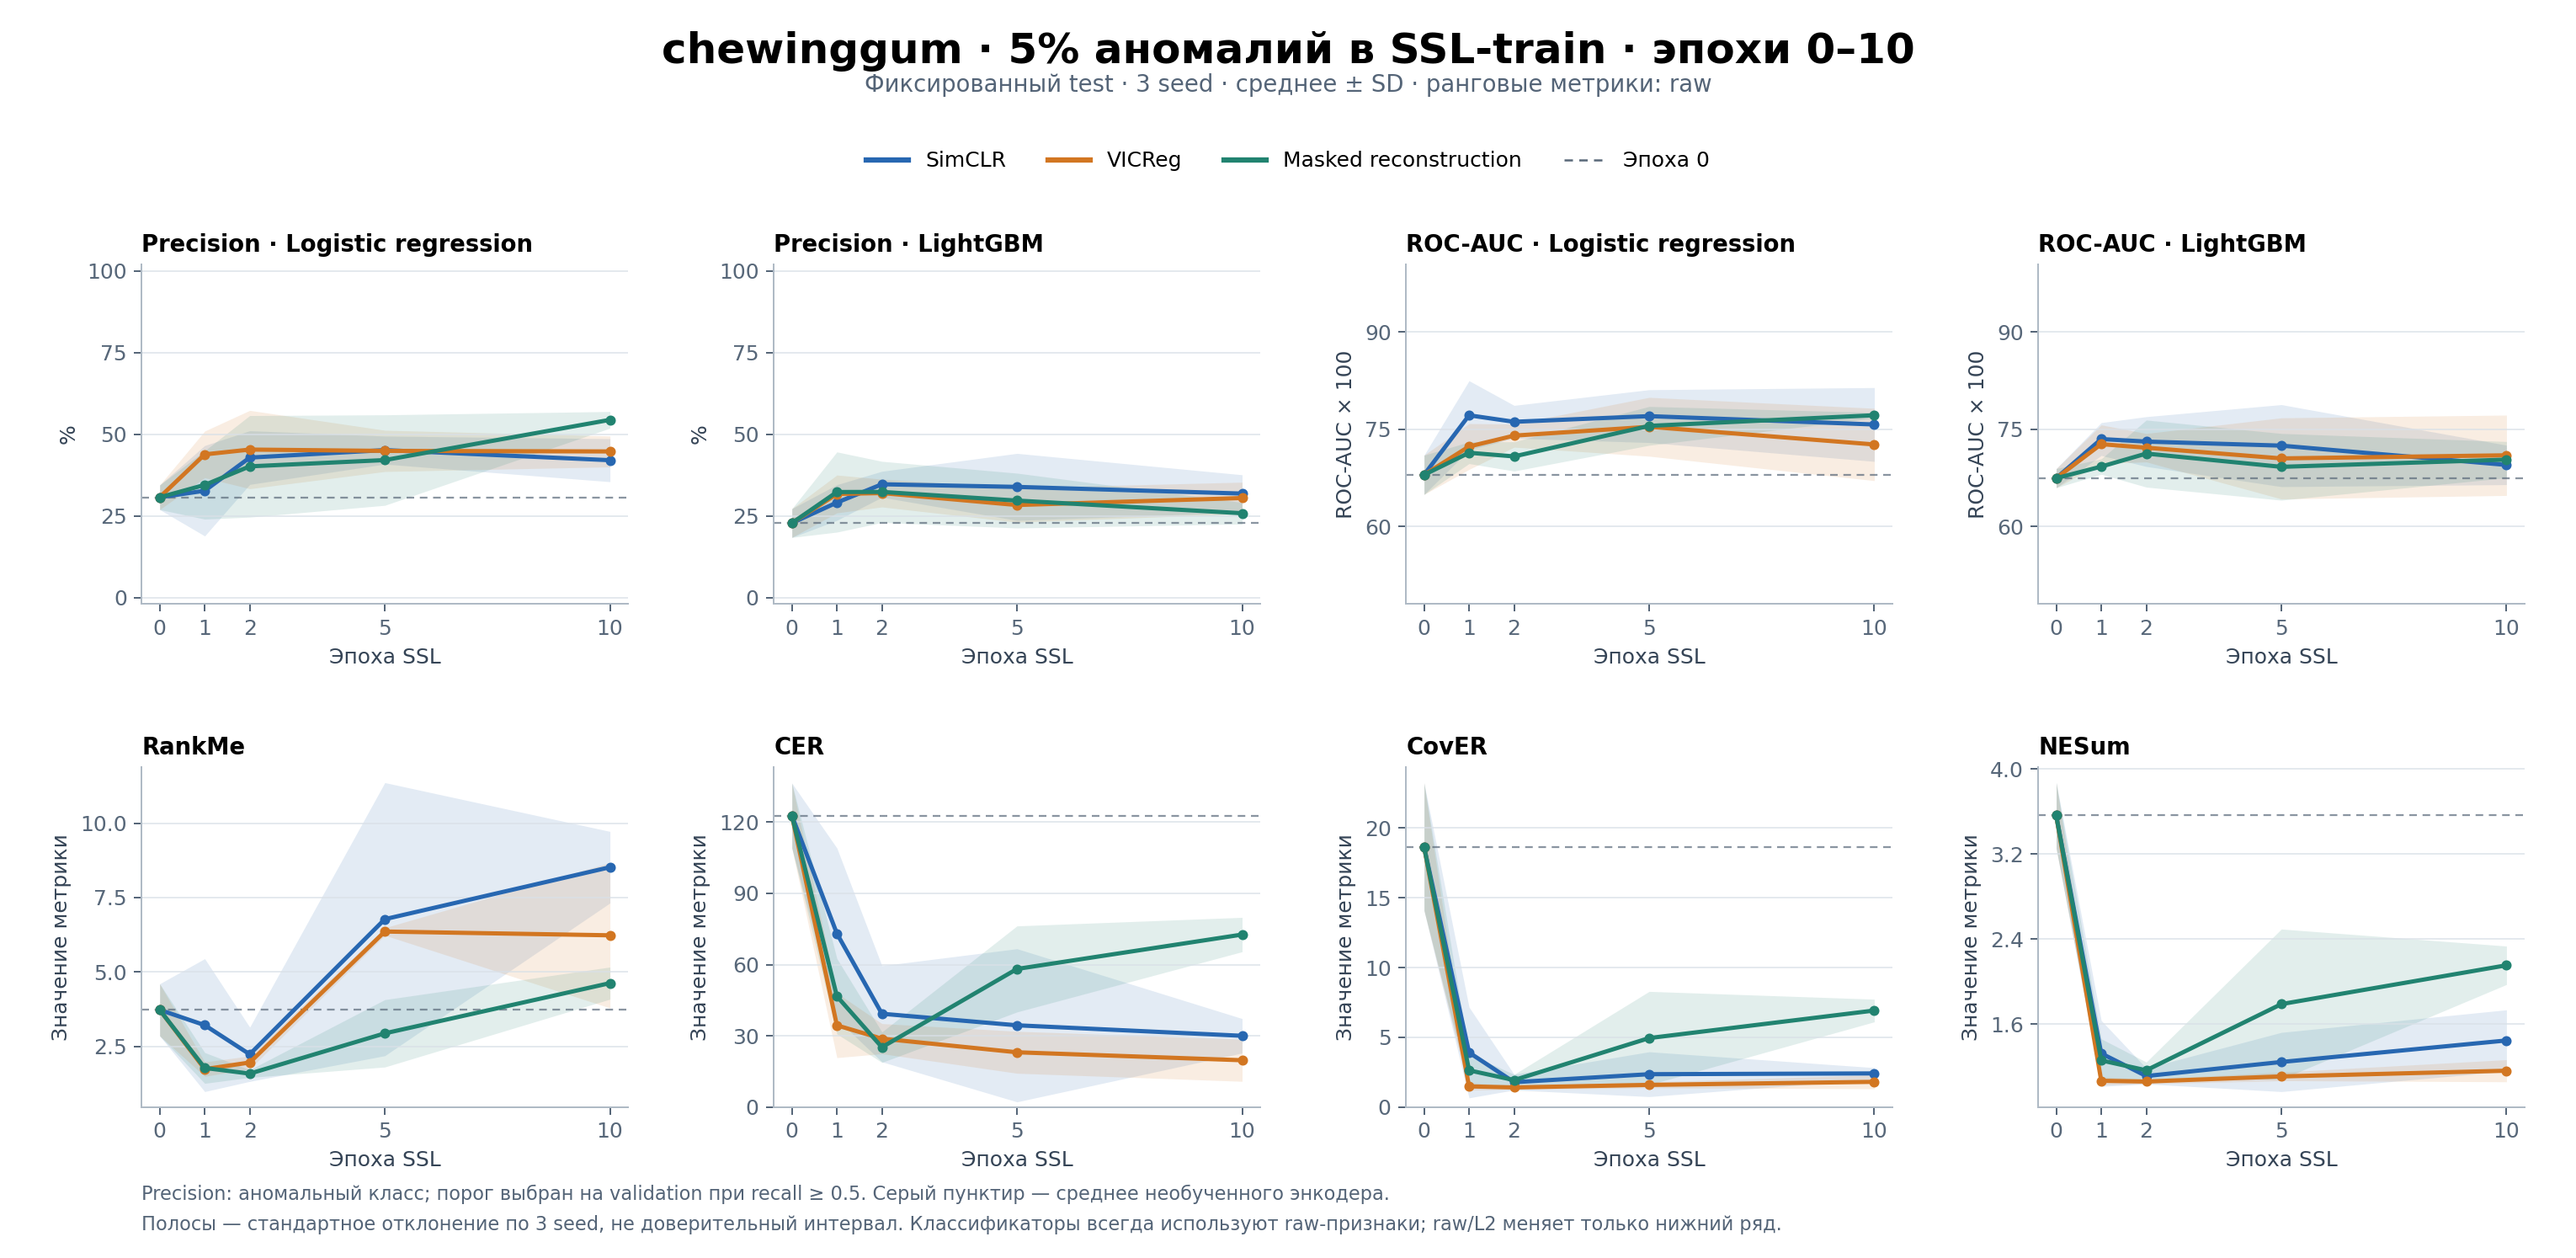 chewinggum · 5% аномалий в SSL-train · эпохи 0–10
Фиксированный test · 3 seed · среднее ± SD · ранговые метрики: raw
SimCLR VICReg Masked reconstruction Эпоха 0
Precision · Logistic regression
100
75
50
25
0
%
0 1 2 5 10
Эпоха SSL
Precision · LightGBM
100
75
50
25
0
%
0 1 2 5 10
Эпоха SSL
ROC-AUC · Logistic regression
90
75
60
ROC-AUC × 100
0 1 2 5 10
Эпоха SSL
ROC-AUC · LightGBM
90
75
60
ROC-AUC × 100
0 1 2 5 10
Эпоха SSL
RankMe
10.0
7.5
5.0
2.5
Значение метрики
0 1 2 5 10
Эпоха SSL
CER
120
90
60
30
0
Значение метрики
0 1 2 5 10
Эпоха SSL
CovER
20
15
10
5
0
Значение метрики
0 1 2 5 10
Эпоха SSL
NESum
4.0
3.2
2.4
1.6
Значение метрики
0 1 2 5 10
Эпоха SSL
Precision: аномальный класс; порог выбран на validation при recall ≥ 0.5. Серый пунктир — среднее необученного энкодера.
Полосы — стандартное отклонение по 3 seed, не доверительный интервал. Классификаторы всегда используют raw-признаки; raw/L2 меняет только нижний ряд.